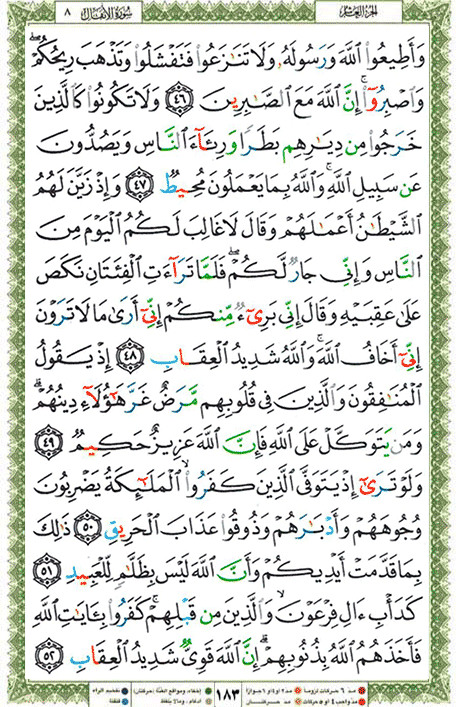 الجزء العاشر
سورة الأنفال ٨
وَأَطِيعُوا۟ ٱللَّهَ وَرَسُولَهُۥ وَلَا تَنَٰزَعُوا۟ فَتَفْشَلُوا۟ وَتَذْهَبَ رِيحُكُمْ ۖ
وَٱصْبِرُوٓا۟ ۚ إِنَّ ٱللَّهَ مَعَ ٱلصَّٰبِرِينَ ٤٦ وَلَا تَكُونُوا۟ كَٱلَّذِينَ
خَرَجُوا۟ مِن دِيَٰرِهِم بَطَرًا وَرِئَآءَ ٱلنَّاسِ وَيَصُدُّونَ
عَن سَبِيلِ ٱللَّهِ ۚ وَٱللَّهُ بِمَا يَعْمَلُونَ مُحِيطٌ ٤٧ وَإِذْ زَيَّنَ لَهُمُ
ٱلشَّيْطَٰنُ أَعْمَٰلَهُمْ وَقَالَ لَا غَالِبَ لَكُمُ ٱلْيَوْمَ مِنَ
ٱلنَّاسِ وَإِنِّى جَارٌ لَّكُمْ ۖ فَلَمَّا تَرَآءَتِ ٱلْفِئَتَانِ نَكَصَ
عَلَىٰ عَقِبَيْهِ وَقَالَ إِنِّى بَرِىٓءٌ مِّنكُمْ إِنِّىٓ أَرَىٰ مَا لَا تَرَوْنَ
إِنِّىٓ أَخَافُ ٱللَّهَ ۚ وَٱللَّهُ شَدِيدُ ٱلْعِقَابِ ٤٨ إِذْ يَقُولُ
ٱلْمُنَٰفِقُونَ وَٱلَّذِينَ فِى قُلُوبِهِم مَّرَضٌ غَرَّ هَٰٓؤُلَآءِ دِينُهُمْ ۗ
وَمَن يَتَوَكَّلْ عَلَى ٱللَّهِ فَإِنَّ ٱللَّهَ عَزِيزٌ حَكِيمٌ ٤٩
وَلَوْ تَرَىٰٓ إِذْ يَتَوَفَّى ٱلَّذِينَ كَفَرُوا۟ ۙ ٱلْمَلَٰٓئِكَةُ يَضْرِبُونَ
وُجُوهَهُمْ وَأَدْبَٰرَهُمْ وَذُوقُوا۟ عَذَابَ ٱلْحَرِيقِ ٥٠ ذَٰلِكَ
بِمَا قَدَّمَتْ أَيْدِيكُمْ وَأَنَّ ٱللَّهَ لَيْسَ بِظَلَّٰمٍ لِّلْعَبِيدِ ٥١
كَدَأْبِ ءَالِ فِرْعَوْنَ ۙ وَٱلَّذِينَ مِن قَبْلِهِمْ ۚ كَفَرُوا۟ بِـَٔايَٰتِ ٱللَّهِ
فَأَخَذَهُمُ ٱللَّهُ بِذُنُوبِهِمْ ۗ إِنَّ ٱللَّهَ قَوِىٌّ شَدِيدُ ٱلْعِقَابِ ٥٢
١٨٣